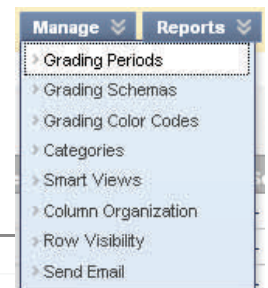 Manage Reports
Grading Periods
Grading Schemas
Grading Color Codes
Categories
Smart Views
Column Organization
Row Visibility
Send Email